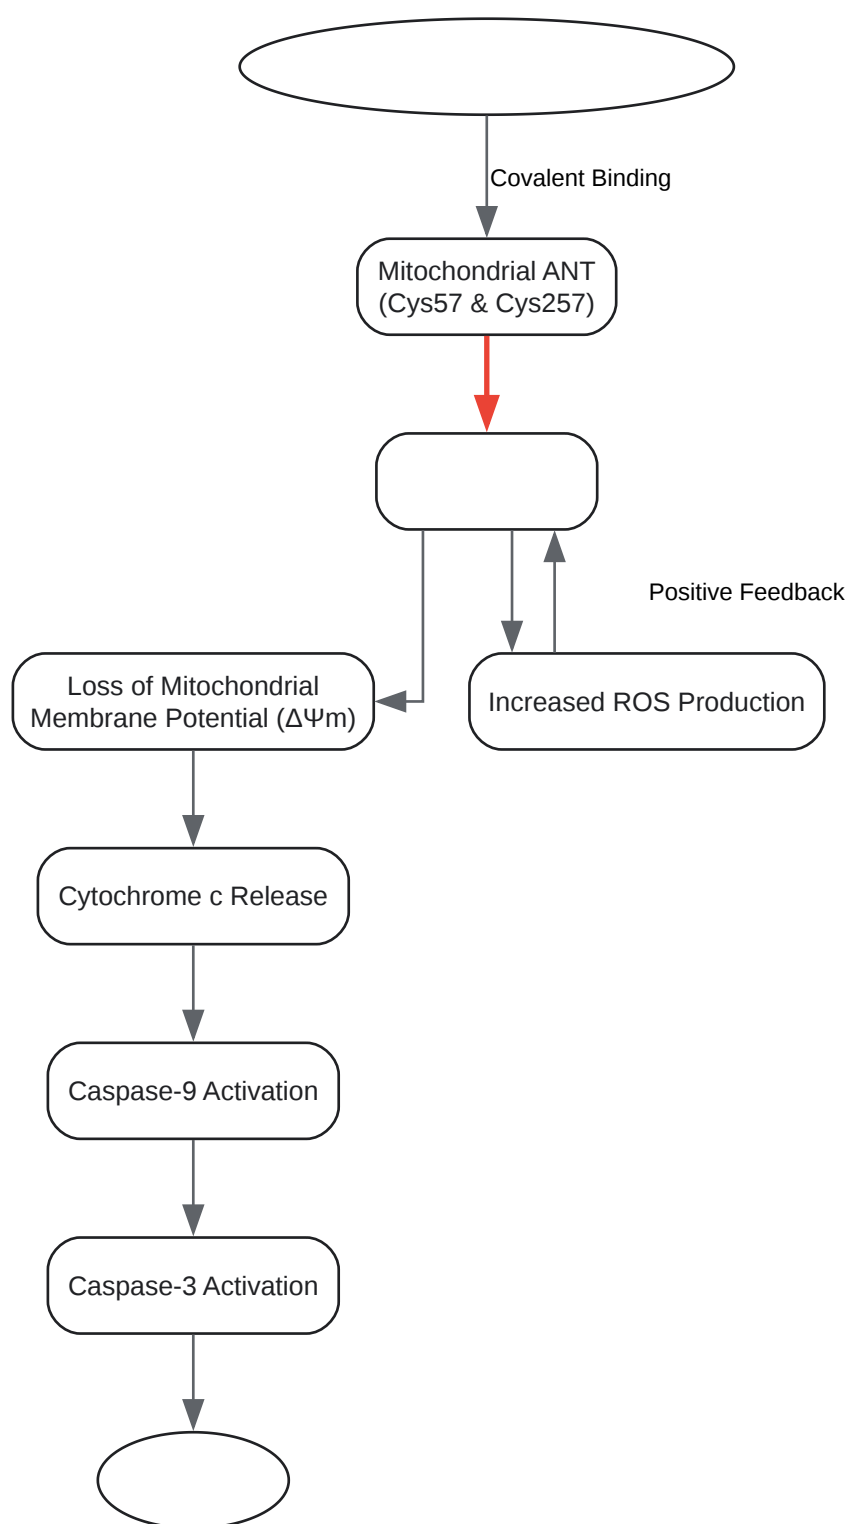 Covalent Binding
Mitochondrial ANT
(Cys57 & Cys257)
Positive Feedback
Loss of Mitochondrial
Membrane Potential (ΔΨm)
Increased ROS Production
Cytochrome c Release
Caspase-9 Activation
Caspase-3 Activation